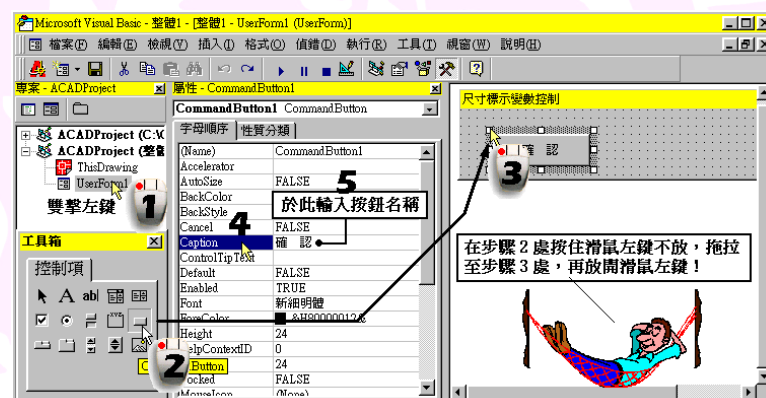 Microsoft Visual Basic - 整體1 - [整體1 - UserForm1 (UserForm)]
檔案(F) 編輯(E) 檢視(V) 插入(I) 格式(O) 偵錯(D) 執行(R) 工具(T) 視窗(W) 說明(H)
專案 - ACADProject
ACADProject (C:\
ACADProject (整體
ThisDrawing
UserForm1
雙擊左鍵
1
工具箱
控制項
A abl
2
屬性 - CommandButton1
CommandButton1 CommandButton
字母順序 性質分類
(Name) CommandButton1
Accelerator
AutoSize FALSE
BackColor
BackStyle
Cancel FALSE
Caption 確 認
ControlTipText
Default FALSE
Enabled TRUE
Font 新細明體
ForeColor &H80000012&
Height 24
HelpContextID 0
Button 24
Locked FALSE
MouseIcon (None)
4
5
於此輸入按鈕名稱
尺寸標示變數控制
確 認
3
在步驟 2 處按住滑鼠左鍵不放，拖拉
至步驟 3 處，再放開滑鼠左鍵！